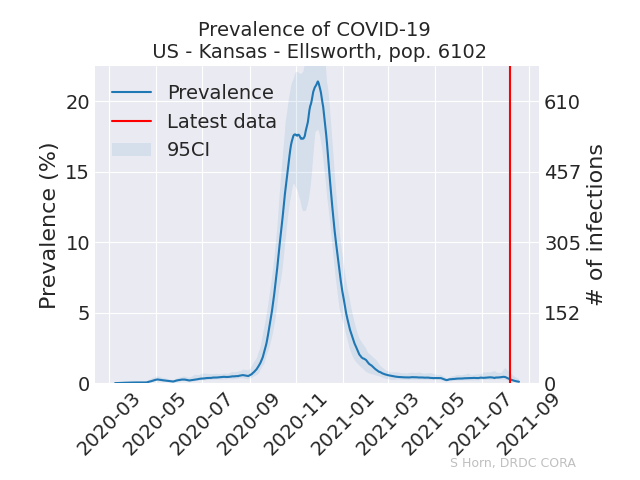 Prevalence of COVID-19
US - Kansas - Ellsworth, pop. 6102
Prevalence
Latest data
95CI
Prevalence (%)
20
15
10
5
0
# of infections
610
457
305
152
0
2020-03
2020-05
2020-07
2020-09
2020-11
2021-01
2021-03
2021-05
2021-07
2021-09
S Horn, DRDC CORA